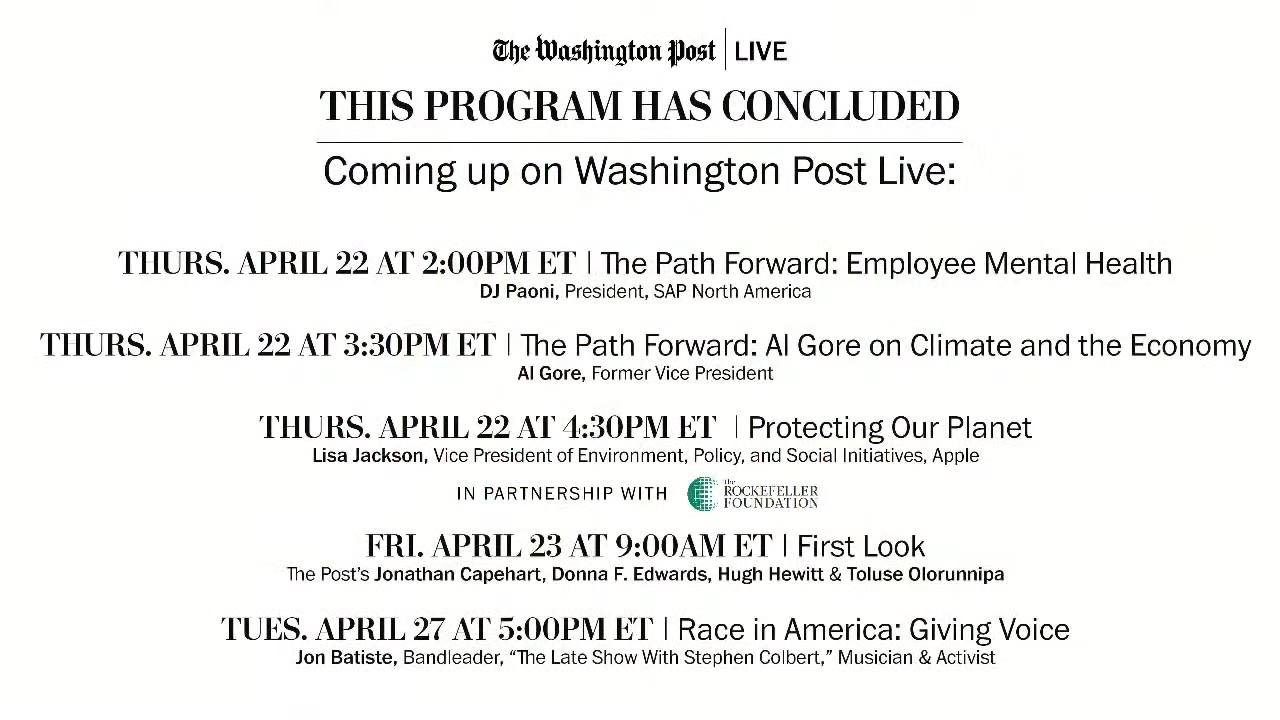 The Washington Post | LIVE
THIS PROGRAM HAS CONCLUDED
Coming up on Washington Post Live:
THURS. APRIL 22 AT 2:00PM ET | The Path Forward: Employee Mental Health
DJ Paoni, President, SAP North America
THURS. APRIL 22 AT 3:30PM ET | The Path Forward: Al Gore on Climate and the Economy
Al Gore, Former Vice President
THURS. APRIL 22 AT 4:30PM ET | Protecting Our Planet
Lisa Jackson, Vice President of Environment, Policy, and Social Initiatives, Apple
IN PARTNERSHIP WITH The ROCKEFELLER FOUNDATION
FRI. APRIL 23 AT 9:00AM ET | First Look
The Post's Jonathan Capehart, Donna F. Edwards, Hugh Hewitt & Toluse Olorunnipa
TUES. APRIL 27 AT 5:00PM ET | Race in America: Giving Voice
Jon Batiste, Bandleader, “The Late Show With Stephen Colbert,” Musician & Activist